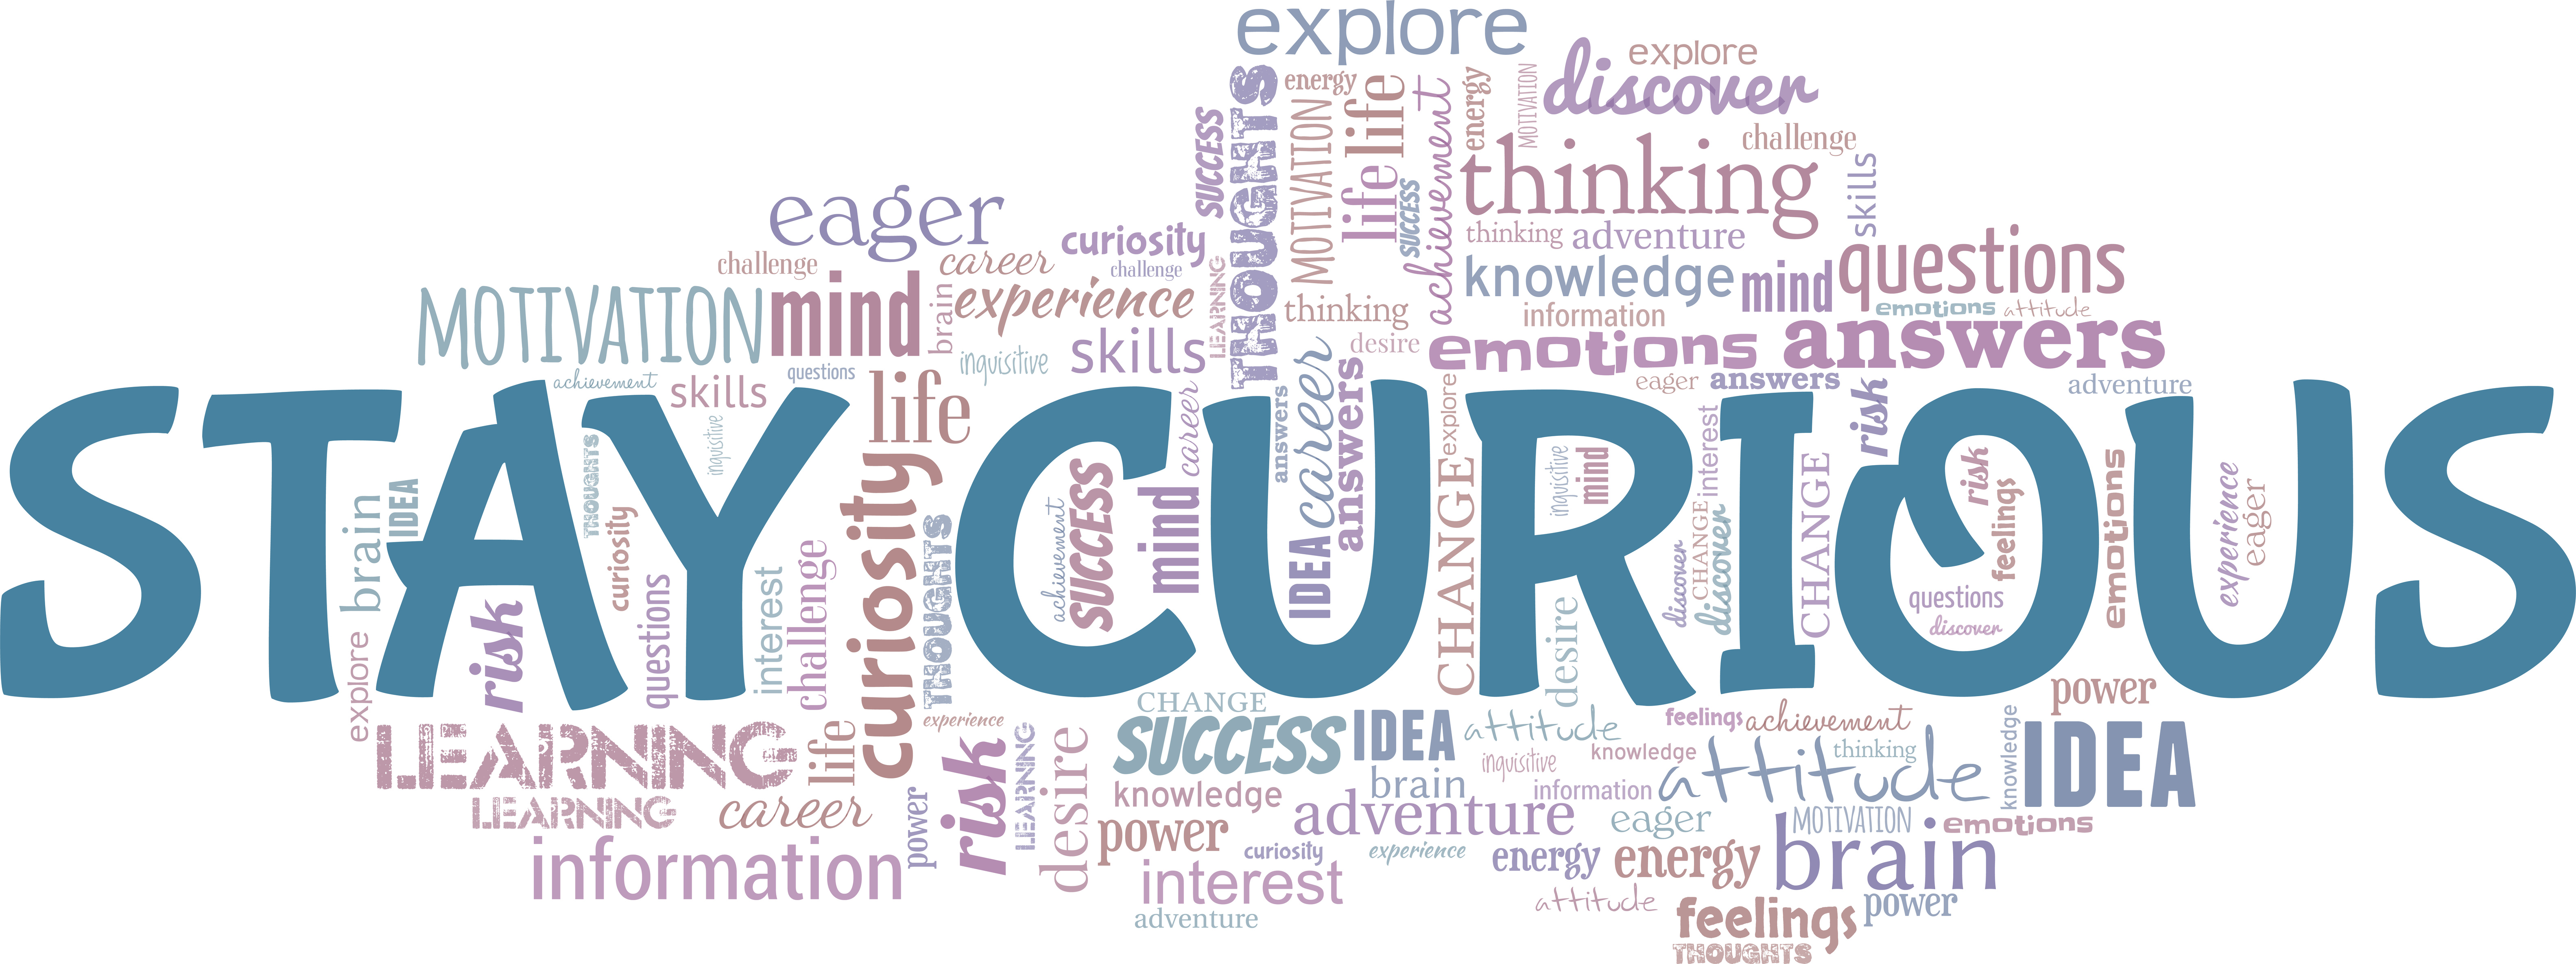 explore
explore
discover
energy
life
achievement
energy
MOTIVATION
THOUGHTS
MOTIVATION
SUCCESS
challenge
thinking
skills
life
SUCCESS
eager
curiosity
thinking
adventure
questions
challenge
career
challenge
knowledge
mind
MOTIVATION
mind
brain
experience
LEARNING
thinking
information
emotions
attitude
inquisitive
skills
desire
emotions
answers
achievement
skills
questions
life
career
answers
career
answers
explore
eager
answers
risk
adventure
STAY CURIOUS
inquisitive
THOUGHTS
IDEA
brain
curiosity
risk
questions
interest
challenge
curiosity
THOUGHTS
achievement
SUCCESS
mind
IDEA
CHANGE
inquisitive
mind
desire
interest
CHANGE
discover
discover
CHANGE
risk
feelings
questions
discover
emotions
experience
eager
explore
LEARNING
life
experience
CHANGE
power
SUCCESS
IDEA
attitude
feelings
achievement
risk
LEARNING
desire
inquisitive
knowledge
thinking
knowledge
IDEA
brain
attitude
LEARNING
career
power
knowledge
information
adventure
power
eager
MOTIVATION
emotions
information
curiosity
experience
energy
energy
brain
interest
adventure
attitude
feelings
power
THOUGHTS